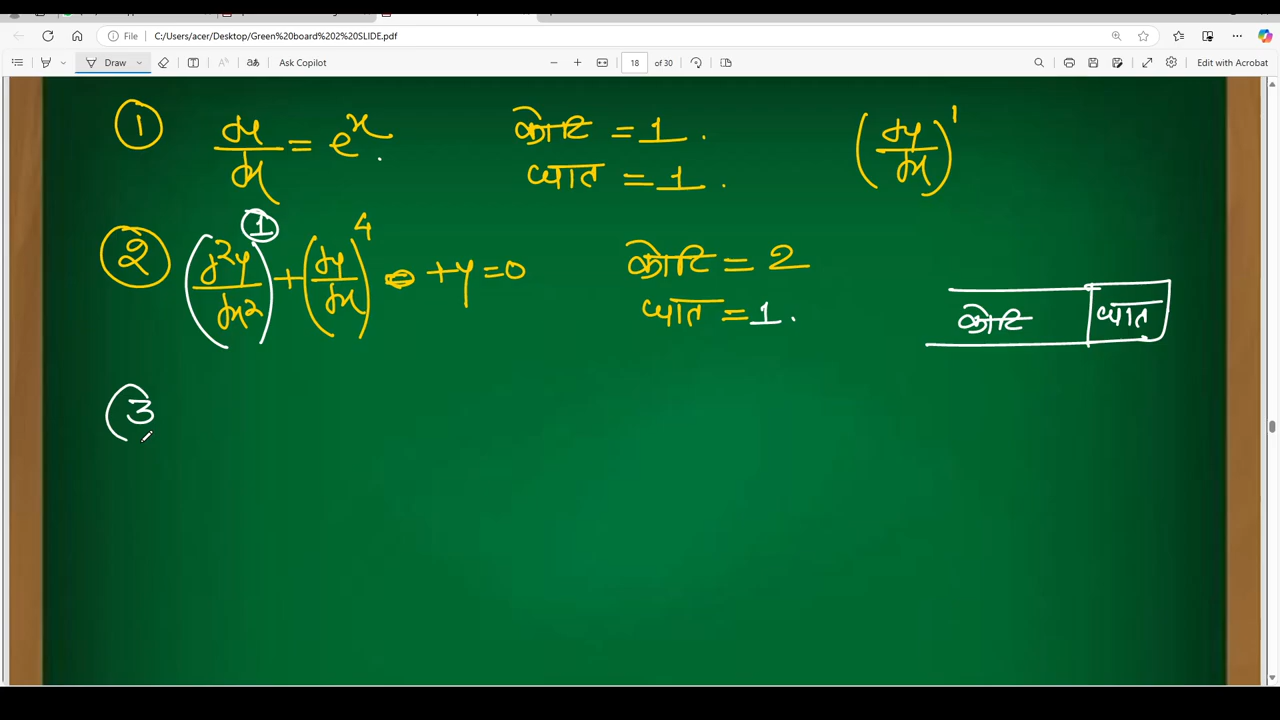 File C:/Users/acer/Desktop/Green%20board%202%20SLIDE.pdf
Draw Ask Copilot 18 of 30 Edit with Acrobat
① dy/dx = e^x. कोटि = 1. (dy/dx)^1
घात = 1.
② (d²y/dx²)^① + (dy/dx)^4 + y = 0 कोटि = 2
घात = 1.
कोटि घात
(3